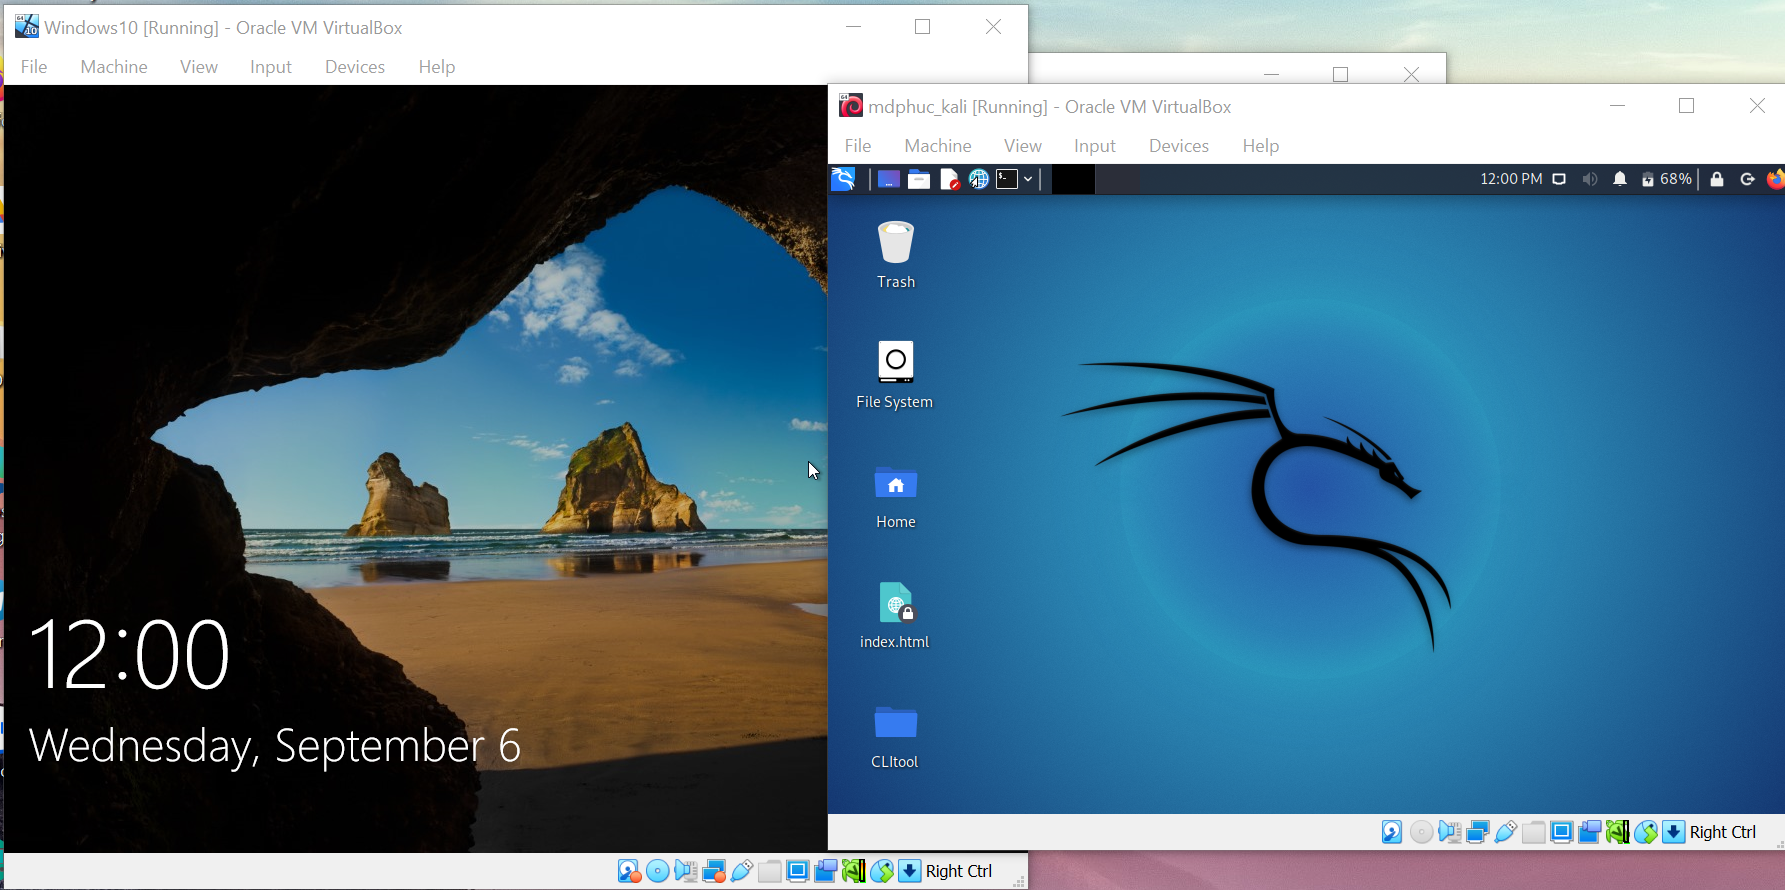 Windows10 [Running] - Oracle VM VirtualBox
File Machine View Input Devices Help
12:00
Wednesday, September 6
Right Ctrl
mdphuc_kali [Running] - Oracle VM VirtualBox
File Machine View Input Devices Help
12:00 PM 68%
Trash
File System
Home
index.html
CLItool
Right Ctrl